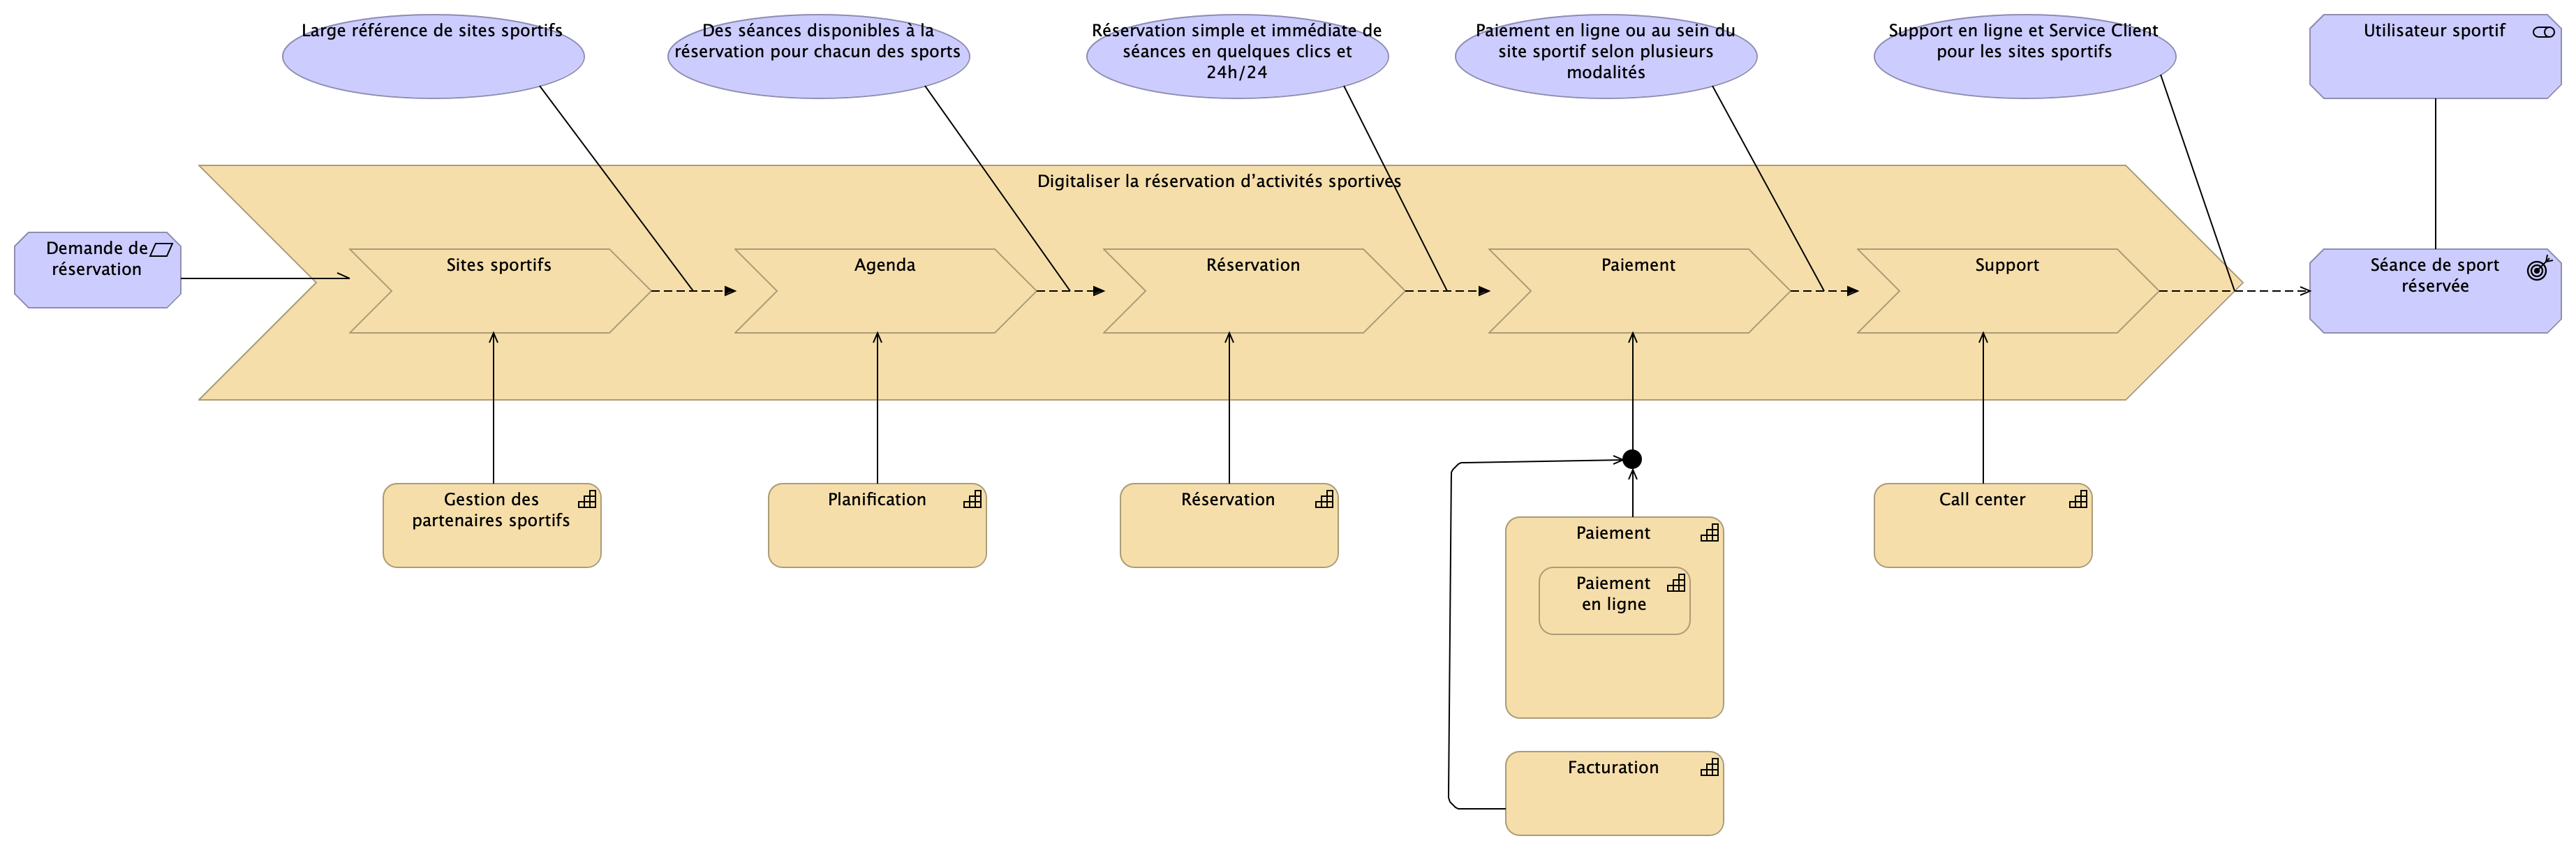 Large référence de sites sportifs
Des séances disponibles à la
réservation pour chacun des sports
Réservation simple et immédiate de
séances en quelques clics et
24h/24
Paiement en ligne ou au sein du
site sportif selon plusieurs
modalités
Support en ligne et Service Client
pour les sites sportifs
Utilisateur sportif
Digitaliser la réservation d’activités sportives
Demande de
réservation
Sites sportifs
Agenda
Réservation
Paiement
Support
Séance de sport
réservée
Gestion des
partenaires sportifs
Planification
Réservation
Paiement
Paiement
en ligne
Call center
Facturation